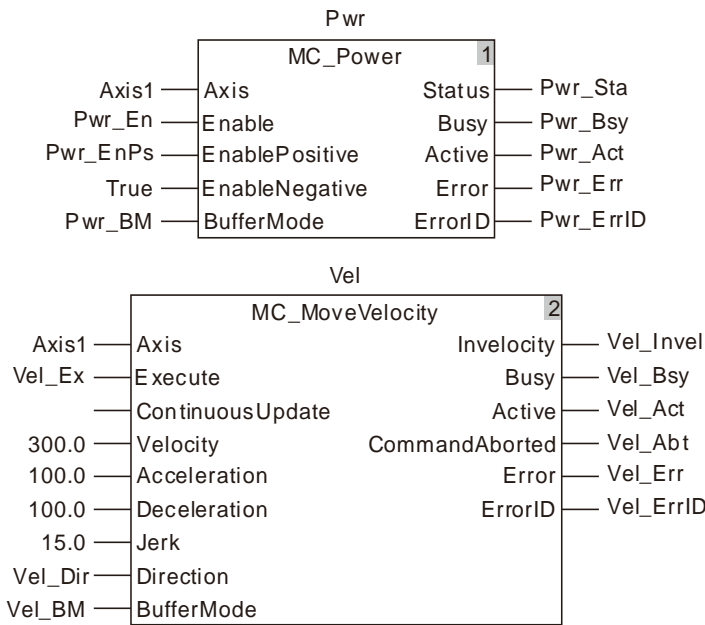 Pwr
MC_Power 1
Axis1 Axis Status Pwr_Sta
Pwr_En Enable Busy Pwr_Bsy
Pwr_EnPs EnablePositive Active Pwr_Act
True EnableNegative Error Pwr_Err
Pwr_BM BufferMode ErrorID Pwr_ErrID
Vel
MC_MoveVelocity 2
Axis1 Axis Invelocity Vel_Invel
Vel_Ex Execute Busy Vel_Bsy
ContinuousUpdate Active Vel_Act
300.0 Velocity CommandAborted Vel_Abt
100.0 Acceleration Error Vel_Err
100.0 Deceleration ErrorID Vel_ErrID
15.0 Jerk
Vel_Dir Direction
Vel_BM BufferMode